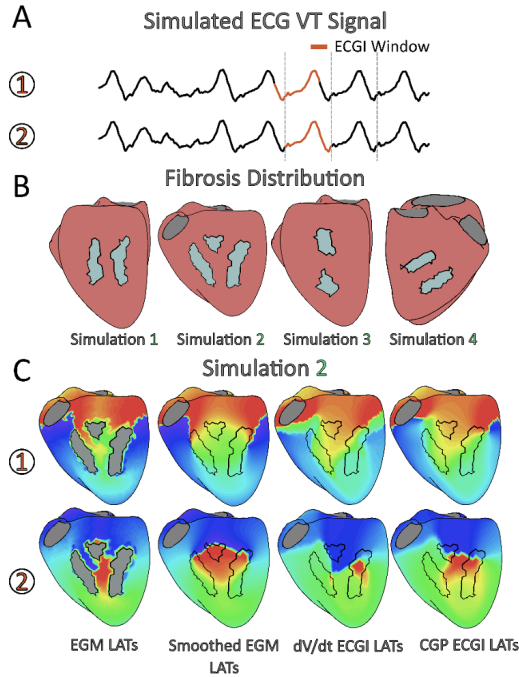 A
Simulated ECG VT Signal
ECGI Window
1
2
B
Fibrosis Distribution
Simulation 1 Simulation 2 Simulation 3 Simulation 4
C
Simulation 2
1
2
EGM LATs Smoothed EGM dV/dt ECGI LATs CGP ECGI LATs
LATs